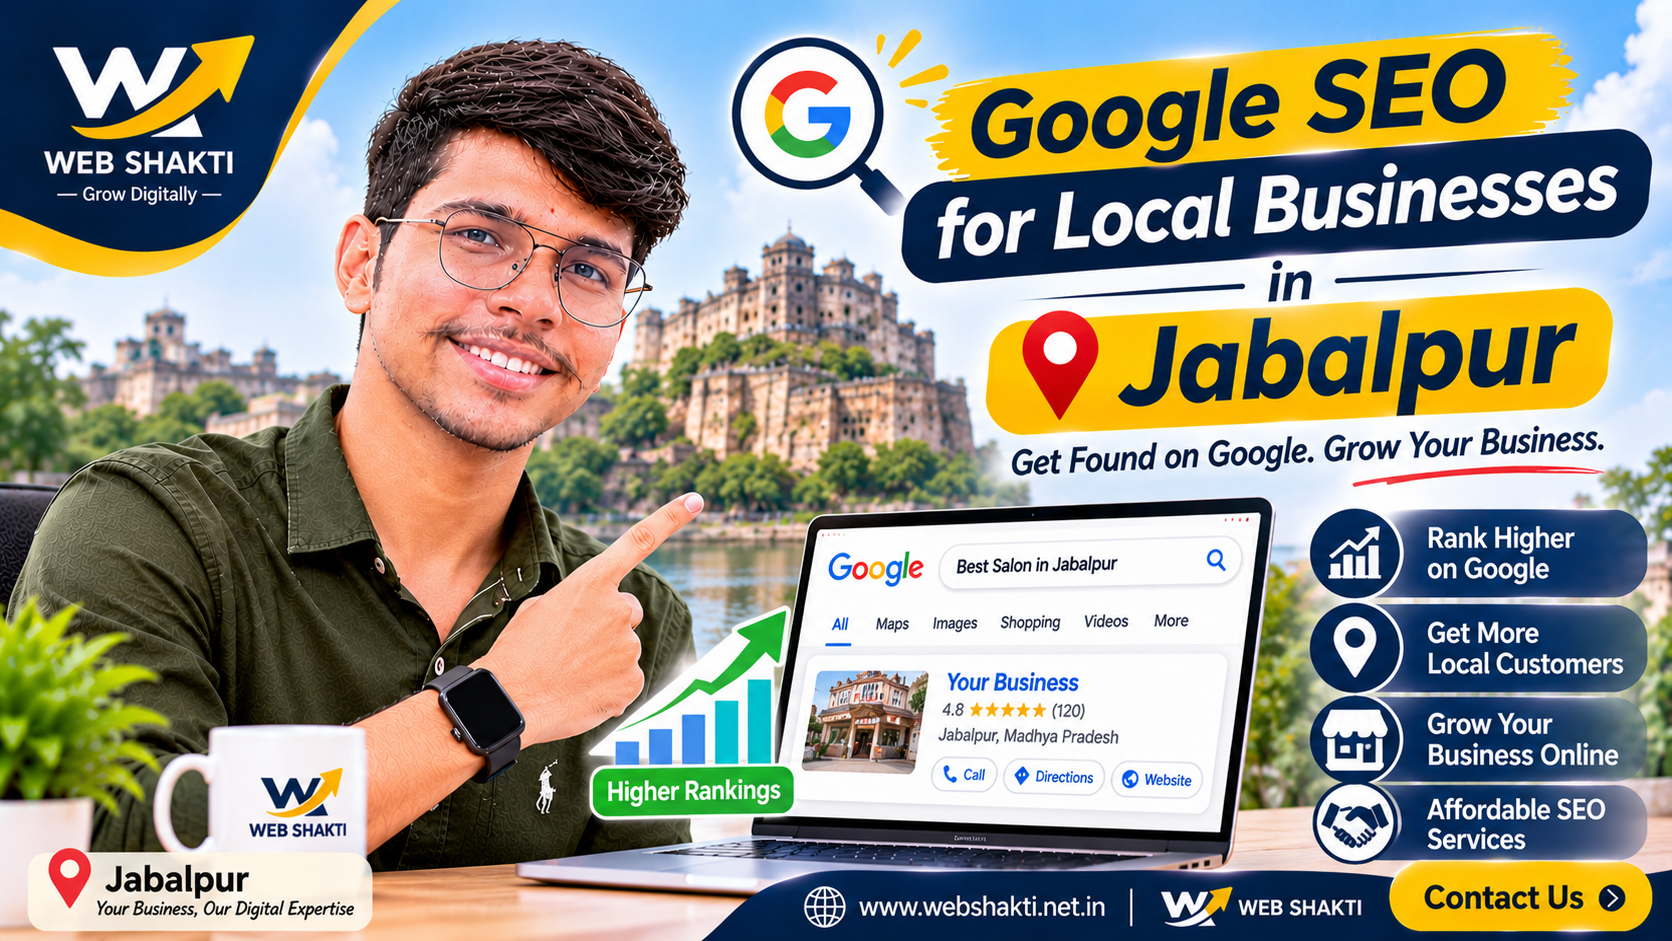 WEB SHAKTI
Grow Digitally
G
Google SEO
for Local Businesses
in
Jabalpur
Get Found on Google. Grow Your Business.
Google
Best Salon in Jabalpur
All Maps Images Shopping Videos More
Your Business
4.8 ★★★★★ (120)
Jabalpur, Madhya Pradesh
Call Directions Website
Higher Rankings
Rank Higher
on Google
Get More
Local Customers
Grow Your
Business Online
Affordable SEO
Services
WEB SHAKTI
Jabalpur
Your Business, Our Digital Expertise
www.webshakti.net.in
WEB SHAKTI
Contact Us